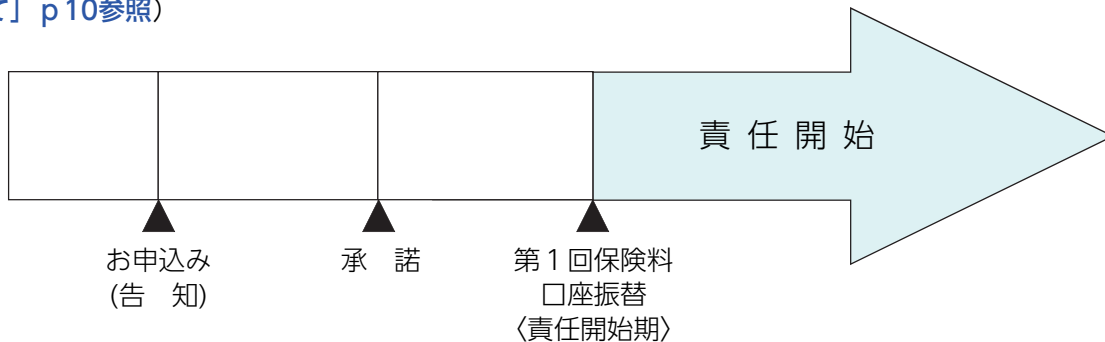 て］ p 10参照）
責 任 開 始
お申込み
(告　知)
承　諾
第１回保険料
口座振替
〈責任開始期〉